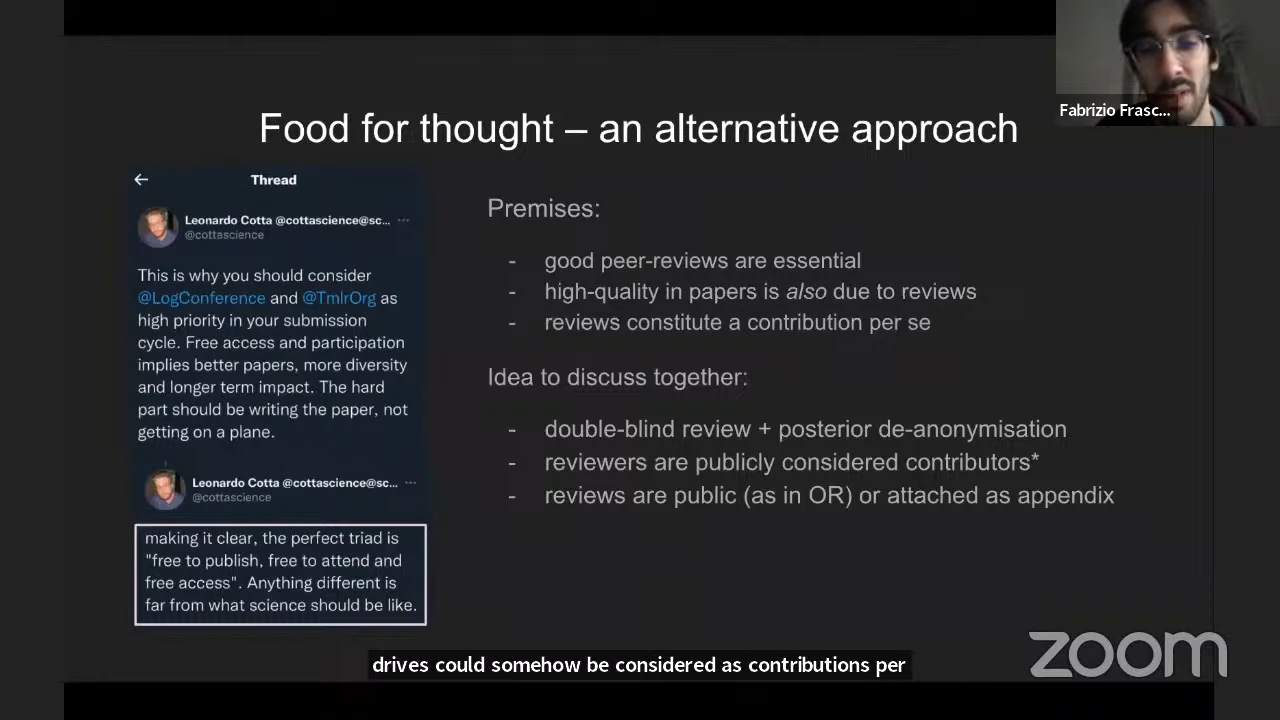 Fabrizio Frasc...
Food for thought – an alternative approach
Thread
Leonardo Cotta @cottascience@sc...
@cottascience
This is why you should consider
@LogConference and @TmlrOrg as
high priority in your submission
cycle. Free access and participation
implies better papers, more diversity
and longer term impact. The hard
part should be writing the paper, not
getting on a plane.
Leonardo Cotta @cottascience@sc...
@cottascience
making it clear, the perfect triad is
"free to publish, free to attend and
free access". Anything different is
far from what science should be like.
Premises:
- good peer-reviews are essential
- high-quality in papers is also due to reviews
- reviews constitute a contribution per se
Idea to discuss together:
- double-blind review + posterior de-anonymisation
- reviewers are publicly considered contributors*
- reviews are public (as in OR) or attached as appendix
drives could somehow be considered as contributions per
zoom